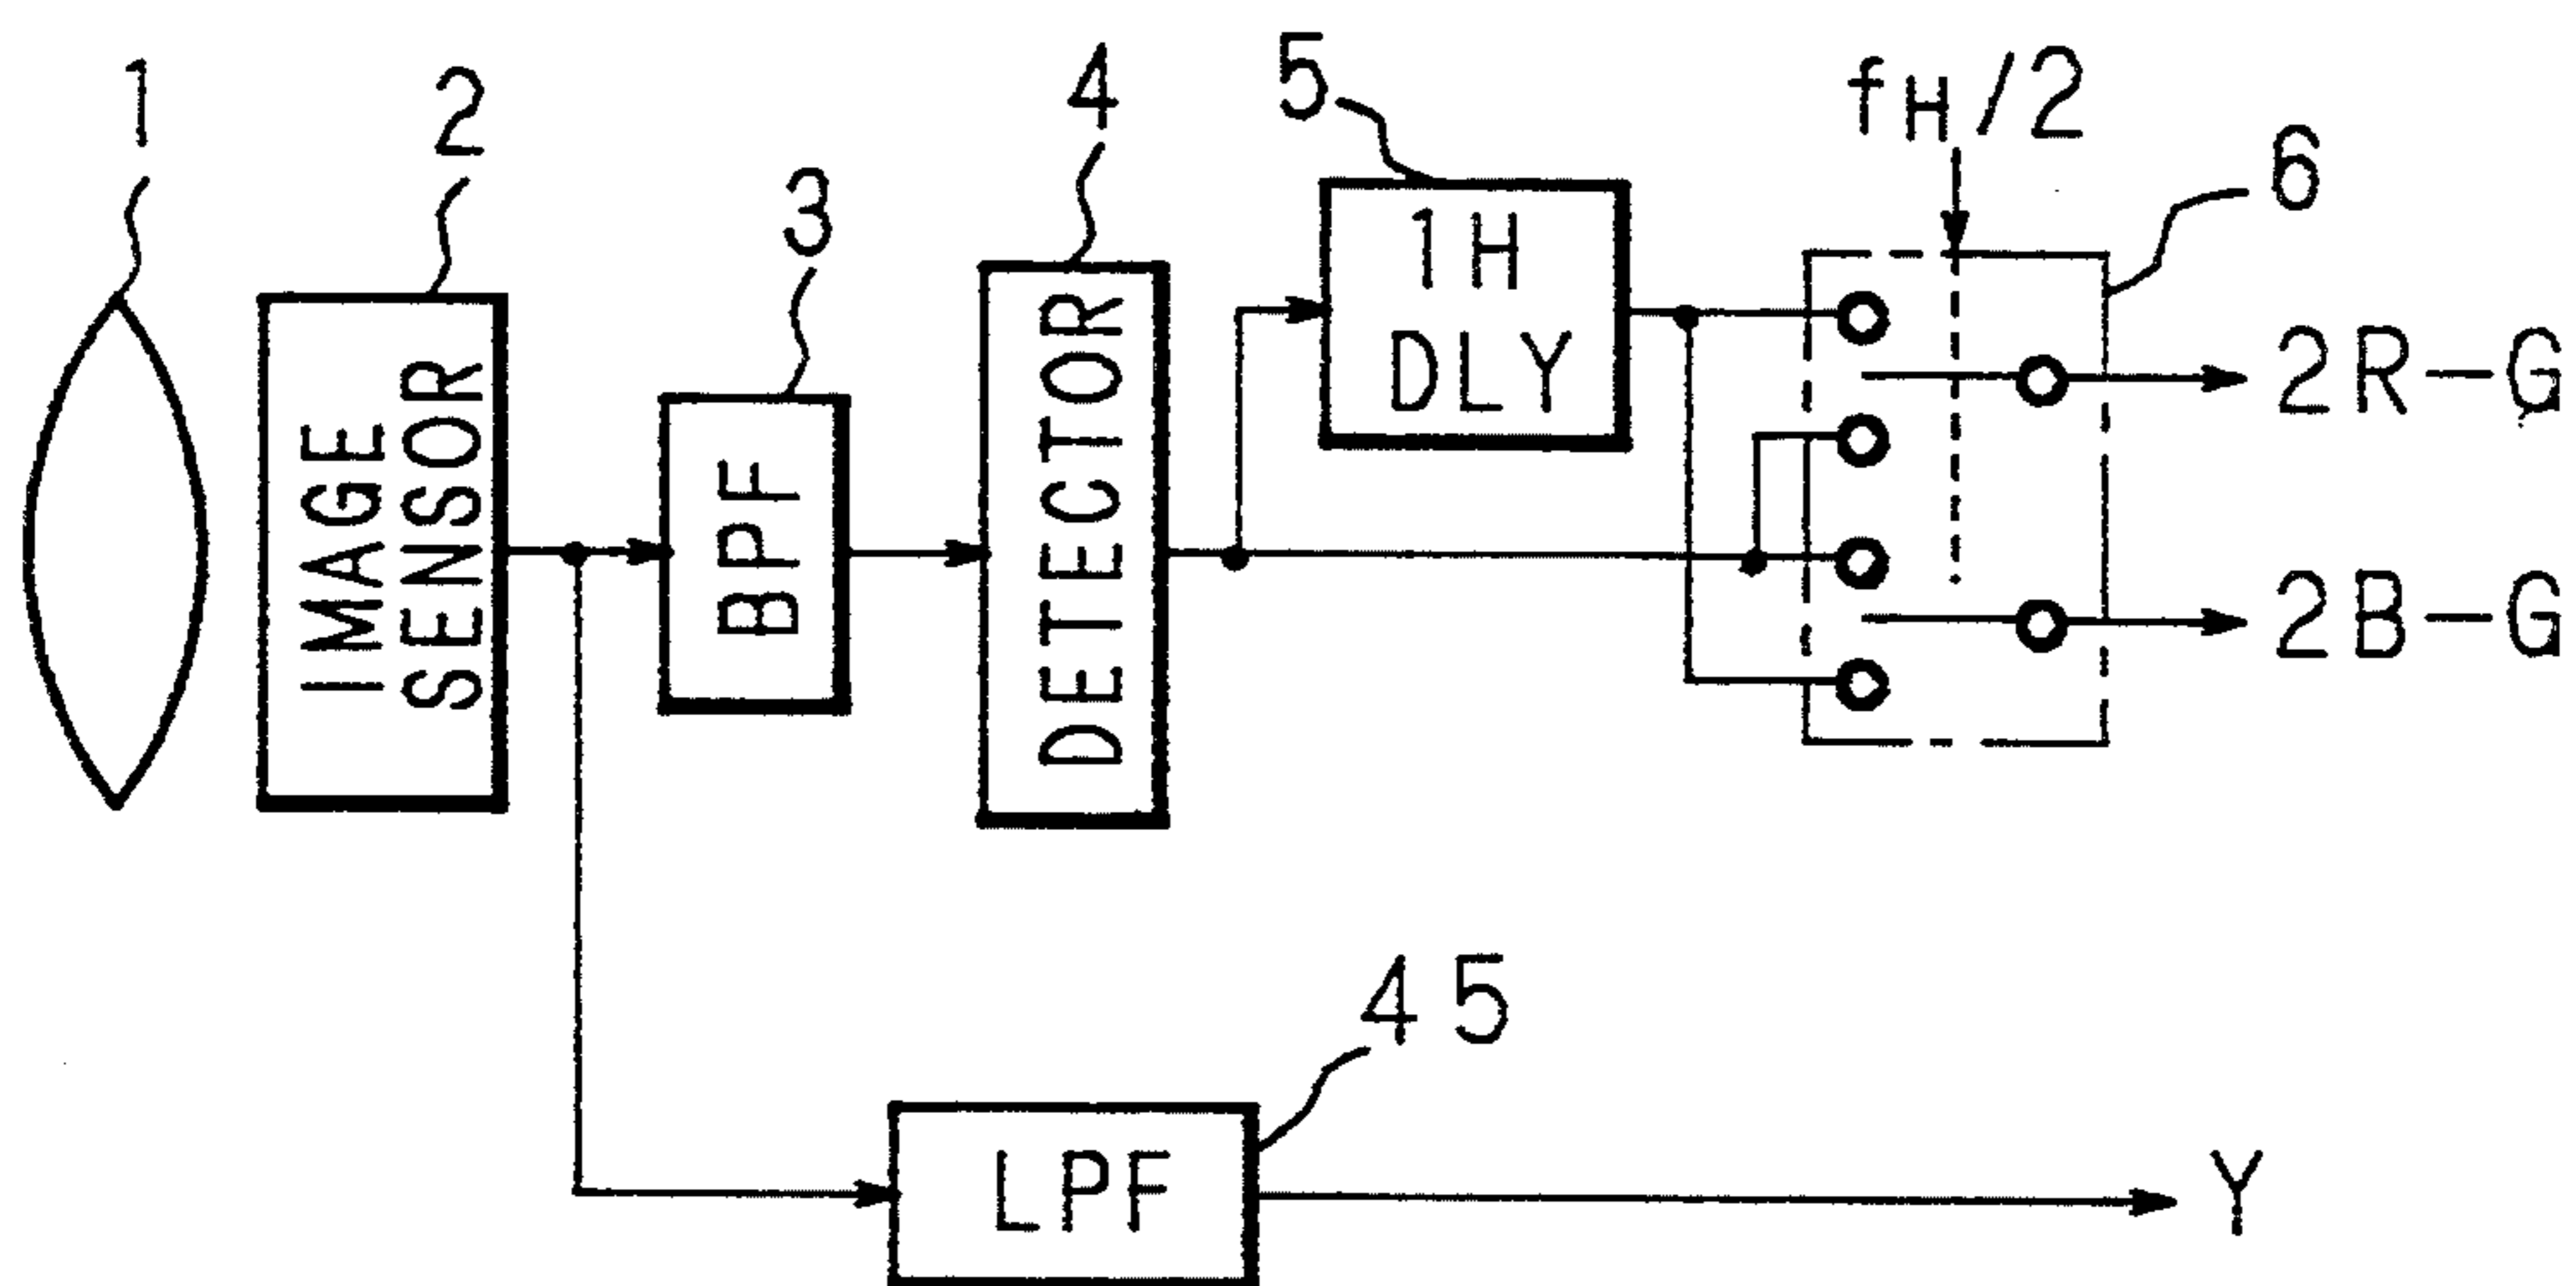 1
2
3
4
5
fH/2
6
IMAGE
SENSOR
BPF
DETECTOR
1H
DLY
2R-G
2B-G
45
LPF
Y